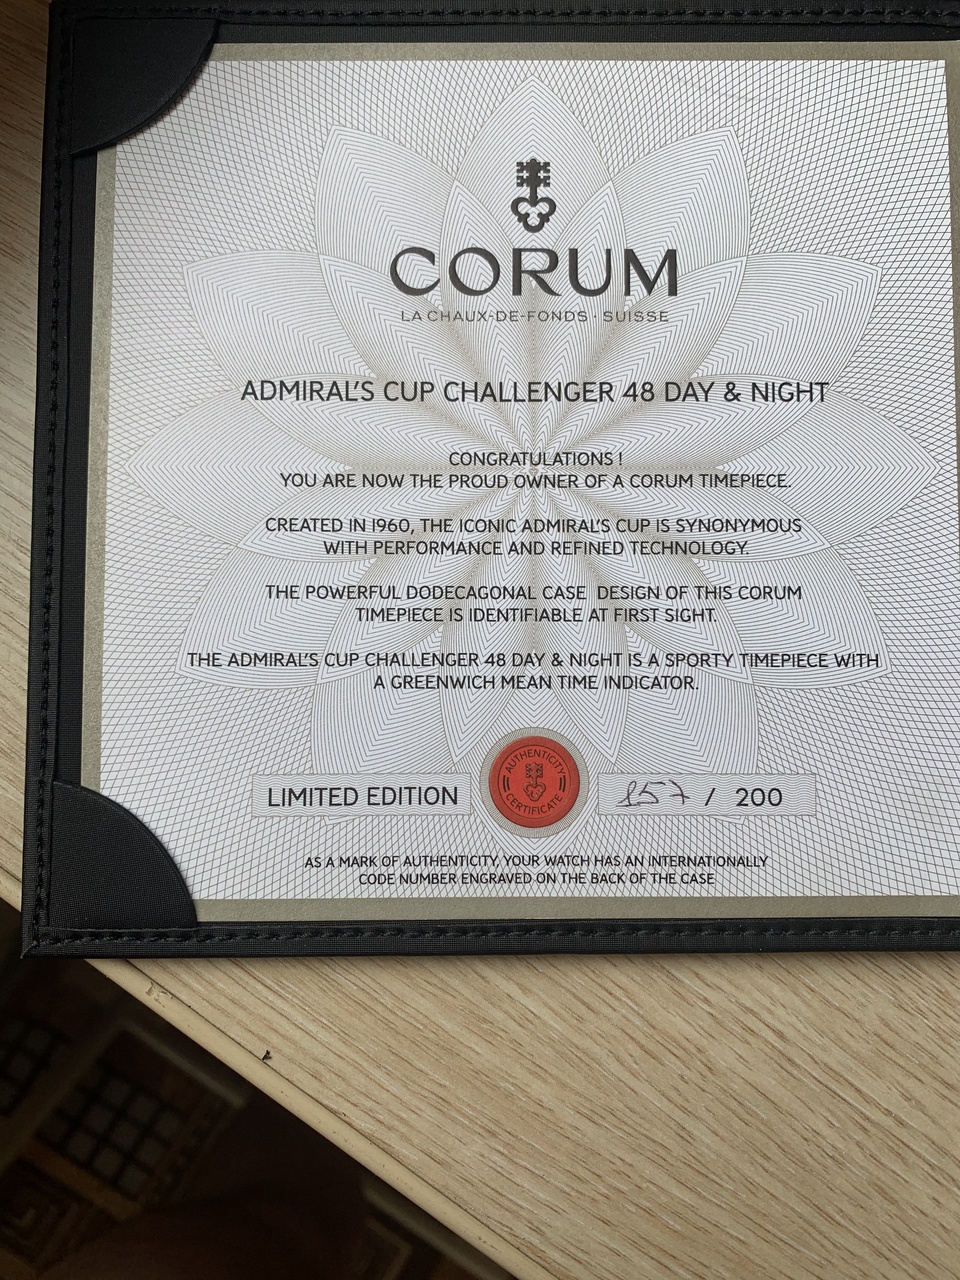 CORUM
LA CHAUX-DE-FONDS · SUISSE
ADMIRAL'S CUP CHALLENGER 48 DAY & NIGHT
CONGRATULATIONS !
YOU ARE NOW THE PROUD OWNER OF A CORUM TIMEPIECE.
CREATED IN 1960, THE ICONIC ADMIRAL'S CUP IS SYNONYMOUS
WITH PERFORMANCE AND REFINED TECHNOLOGY.
THE POWERFUL DODECAGONAL CASE DESIGN OF THIS CORUM
TIMEPIECE IS IDENTIFIABLE AT FIRST SIGHT.
THE ADMIRAL'S CUP CHALLENGER 48 DAY & NIGHT IS A SPORTY TIMEPIECE WITH
A GREENWICH MEAN TIME INDICATOR.
LIMITED EDITION
AUTHENTICITY
CERTIFICATE
157 / 200
AS A MARK OF AUTHENTICITY, YOUR WATCH HAS AN INTERNATIONALLY
CODE NUMBER ENGRAVED ON THE BACK OF THE CASE